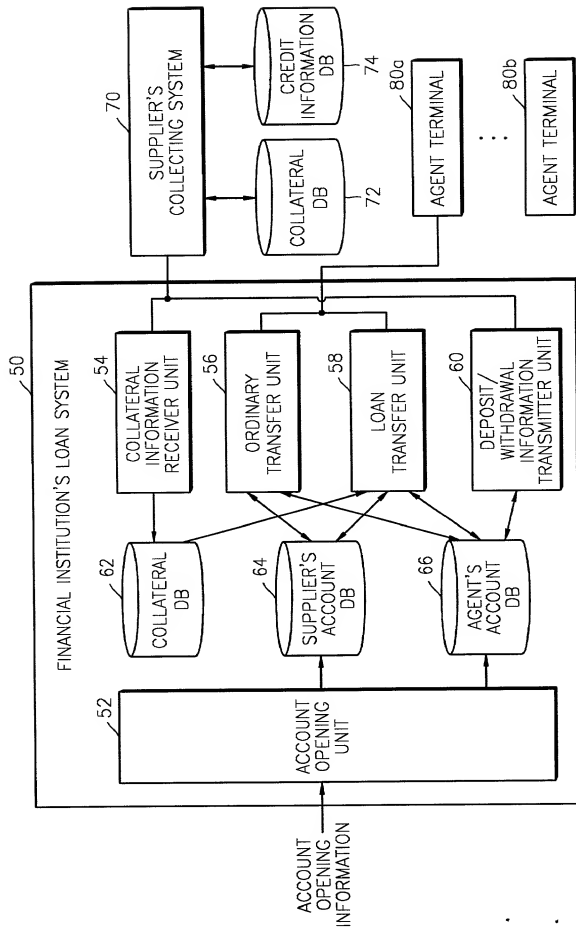 50
FINANCIAL INSTITUTION'S LOAN SYSTEM
ACCOUNT
OPENING
INFORMATION
52
ACCOUNT
OPENING
UNIT
62
COLLATERAL
DB
64
SUPPLIER'S
ACCOUNT
DB
66
AGENT'S
ACCOUNT
DB
54
COLLATERAL
INFORMATION
RECEIVER UNIT
56
ORDINARY
TRANSFER UNIT
58
LOAN
TRANSFER UNIT
60
DEPOSIT/
WITHDRAWAL
INFORMATION
TRANSMITTER UNIT
70
SUPPLIER'S
COLLECTING SYSTEM
COLLATERAL
DB
72
CREDIT
INFORMATION
DB
74
80a
AGENT TERMINAL
80b
AGENT TERMINAL